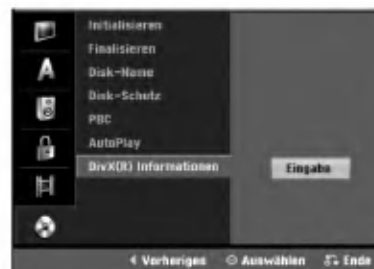 Initialisieren
Finalisieren
A
Disk-Name
Disk-Schutz
PBC
AutoPlay
DivX(R) Informationen
Eingabe
Vorheriges Auswählen Ende